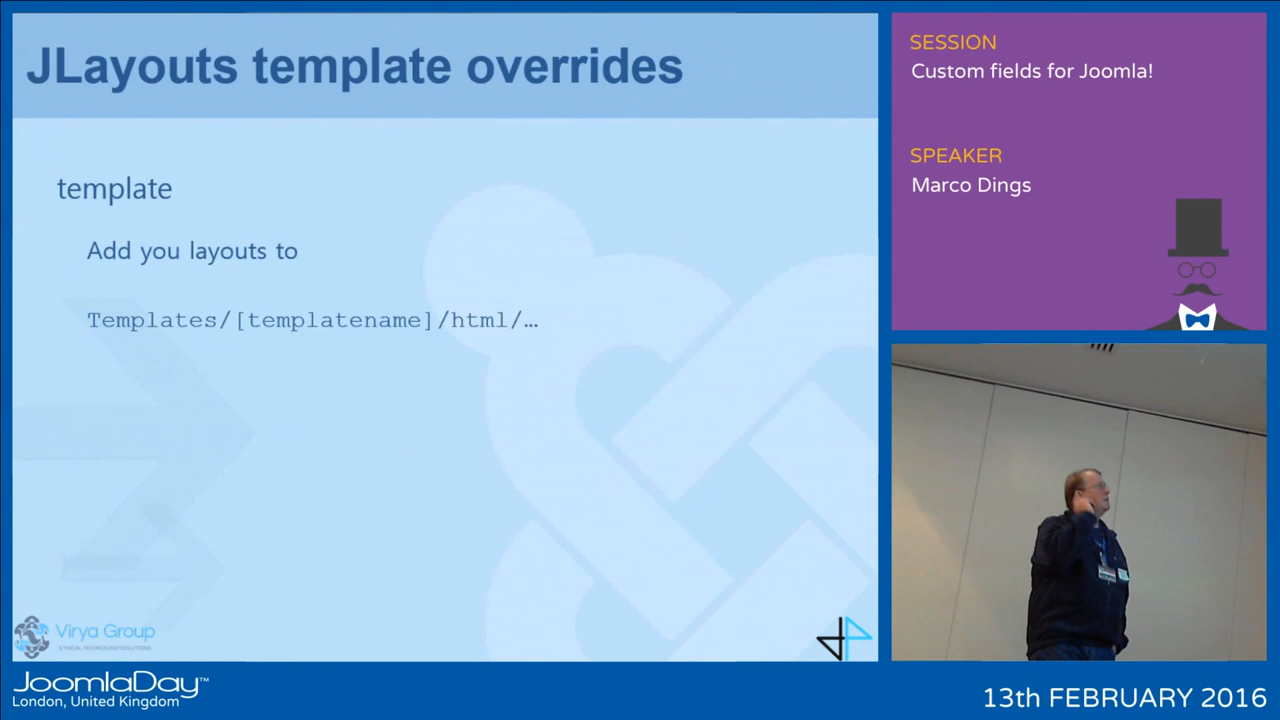 JLayouts template overrides
template
Add you layouts to
Templates/[templatename]/html/…
Virya Group
ETHICAL TECHNOLOGY SOLUTIONS
SESSION
Custom fields for Joomla!
SPEAKER
Marco Dings
JoomlaDay™
London, United Kingdom
13th FEBRUARY 2016